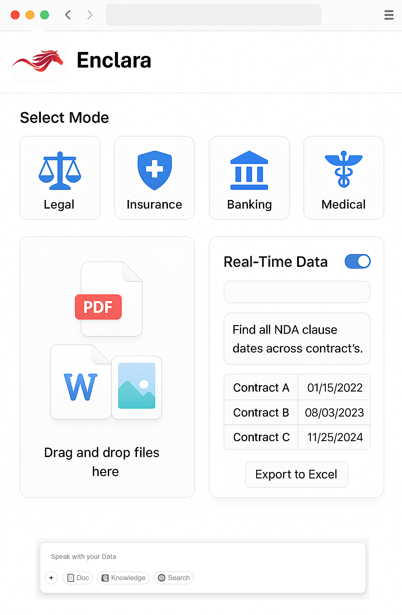 Enclara
Select Mode
Legal
Insurance
Banking
Medical
PDF
W
Drag and drop files
here
Real-Time Data
Find all NDA clause
dates across contract’s.
Contract A 01/15/2022
Contract B 08/03/2023
Contract C 11/25/2024
Export to Excel
Speak with your Data
+ Doc Knowledge Search